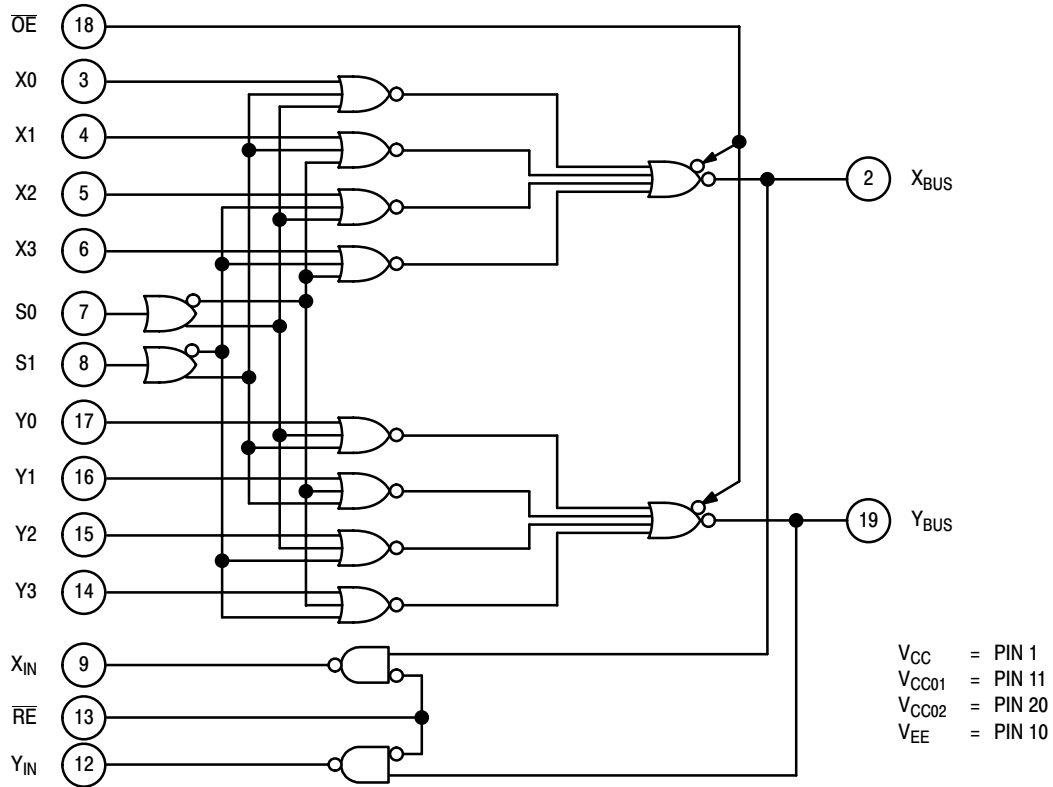 O̅E̅ 18
X0 3
X1 4
X2 5
X3 6
S0 7
S1 8
Y0 17
Y1 16
Y2 15
Y3 14
XIN 9
R̅E̅ 13
YIN 12
2 XBUS
19 YBUS
VCC = PIN 1
VCC01 = PIN 11
VCC02 = PIN 20
VEE = PIN 10